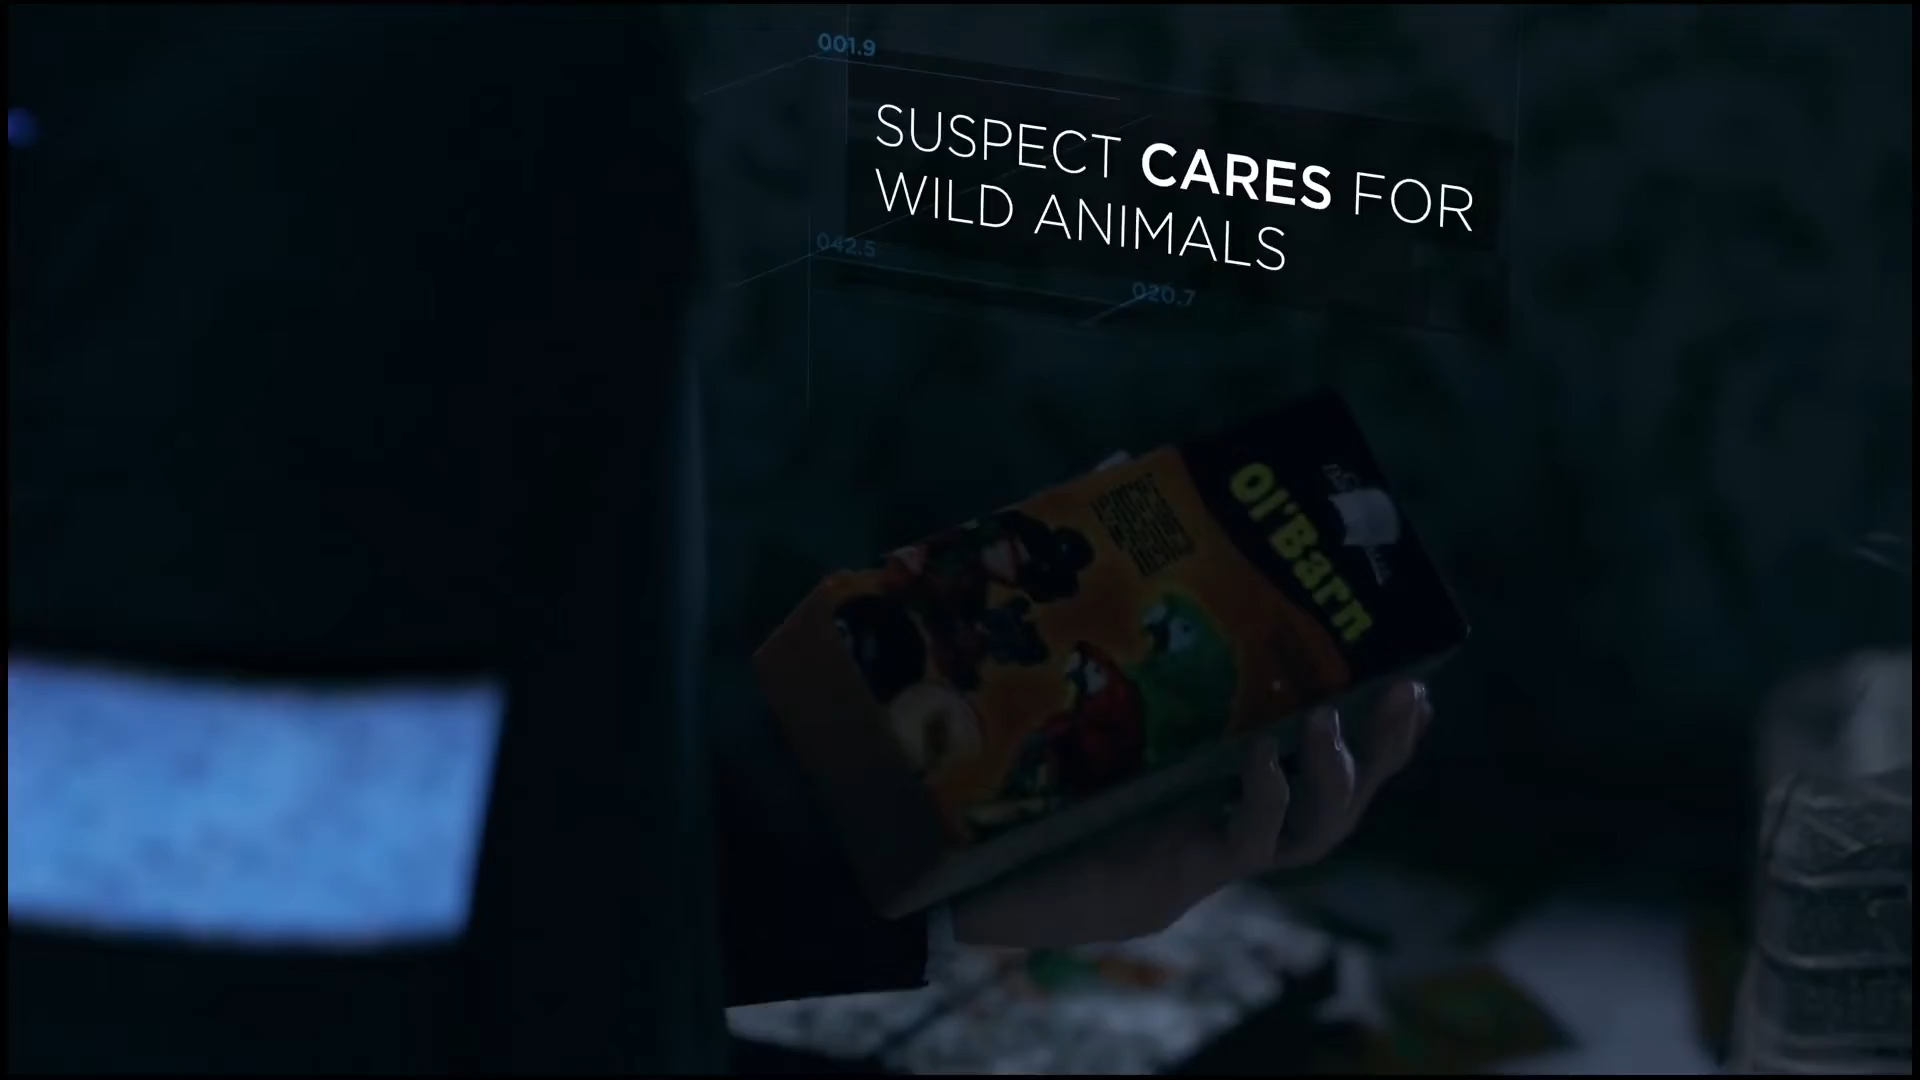 001.9
SUSPECT CARES FOR
WILD ANIMALS
042.5
020.7
Ol'Barn